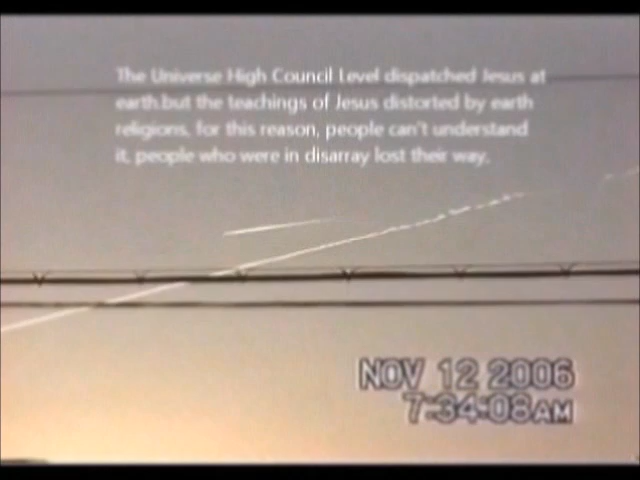 The Universe High Council Level dispatched Jesus at
earth.but the teachings of Jesus distorted by earth
religions, for this reason, people can't understand
it, people who were in disarray lost their way.
NOV 12 2006
7:34:08AM